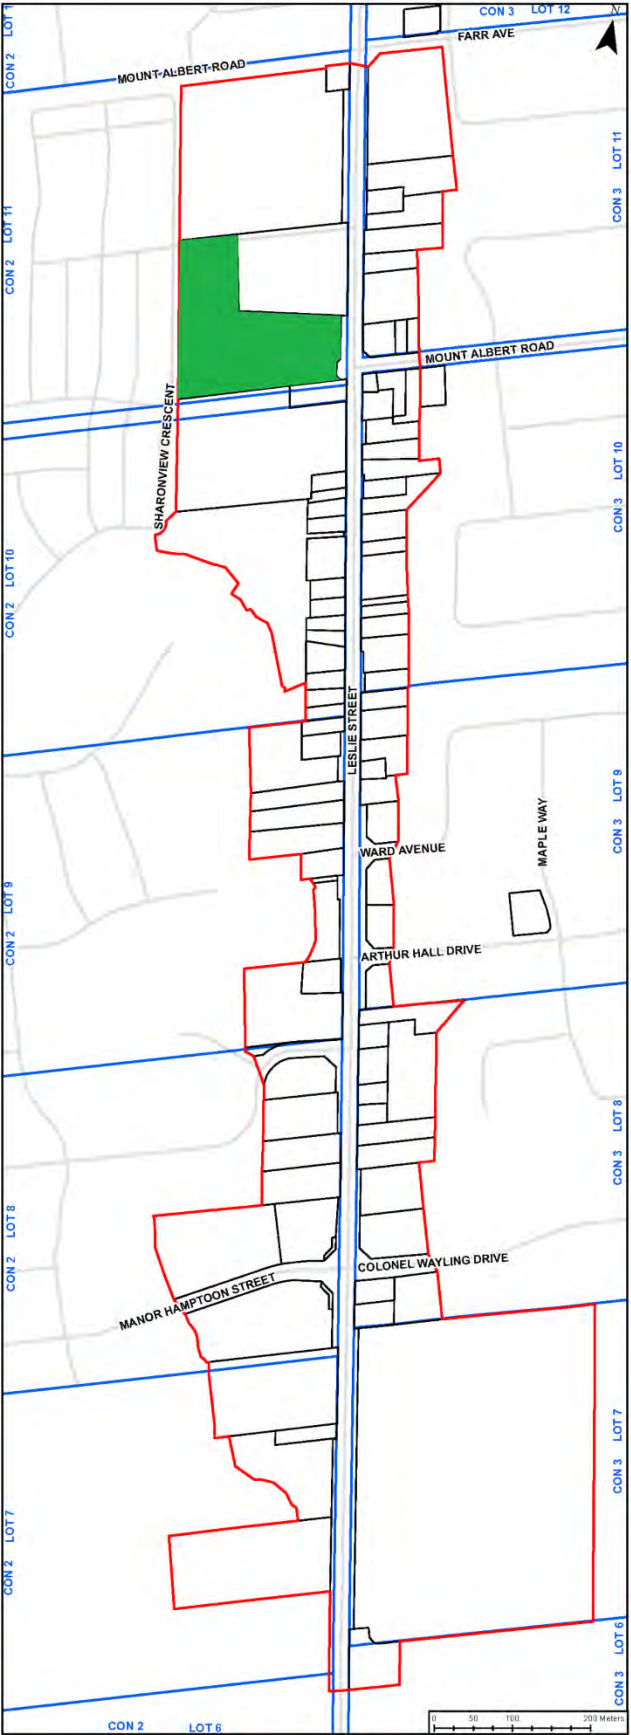 CON 3 LOT 12
N
LOT 1
CON 2
FARR AVE
MOUNT ALBERT ROAD
LOT 11
CON 3
LOT 11
CON 2
MOUNT ALBERT ROAD
SHARONVIEW CRESCENT
LOT 10
CON 3
LOT 10
CON 2
LESLIE STREET
LOT 9
CON 3
MAPLE WAY
WARD AVENUE
LOT 9
CON 2
ARTHUR HALL DRIVE
LOT 8
CON 3
LOT 8
CON 2
COLONEL WAYLING DRIVE
MANOR HAMPTOON STREET
LOT 7
CON 3
LOT 7
CON 2
LOT 6
CON 3
CON 2 LOT 6
0 50 100 200 Meters